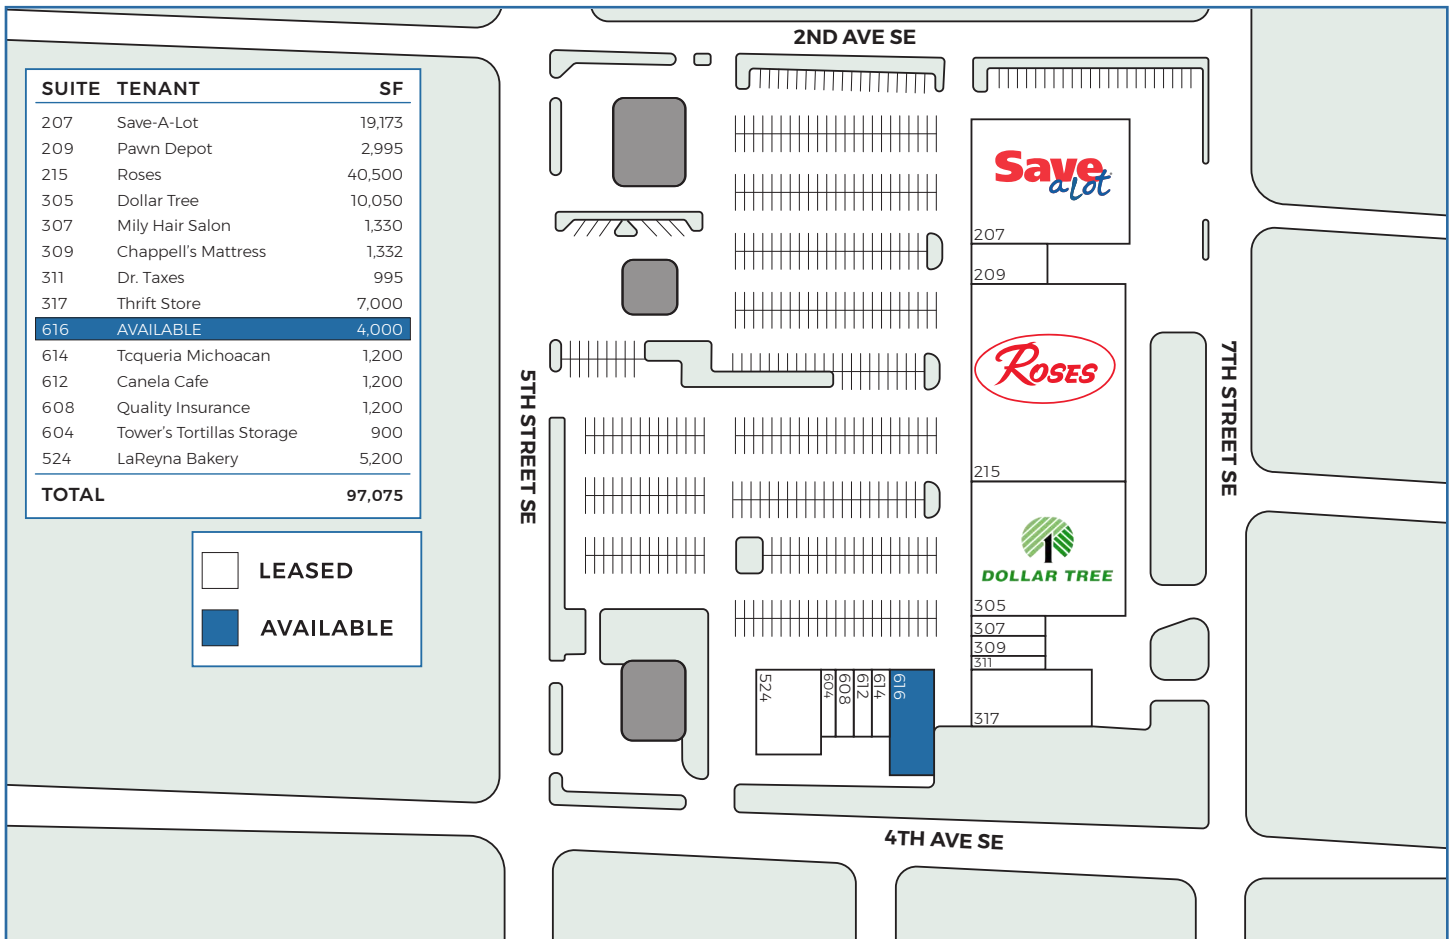 2ND AVE SE
SUITE TENANT SF
207 Save-A-Lot 19,173
209 Pawn Depot 2,995
215 Roses 40,500
305 Dollar Tree 10,050
307 Mily Hair Salon 1,330
309 Chappell's Mattress 1,332
311 Dr. Taxes 995
317 Thrift Store 7,000
616 AVAILABLE 4,000
614 Tcqueria Michoacan 1,200
612 Canela Cafe 1,200
608 Quality Insurance 1,200
604 Tower's Tortillas Storage 900
524 LaReyna Bakery 5,200
TOTAL 97,075
LEASED
AVAILABLE
5TH STREET SE
7TH STREET SE
Save
a lot
207
209
ROSES
215
DOLLAR TREE
305
307
309
311
317
524
604
608
612
614
616
4TH AVE SE